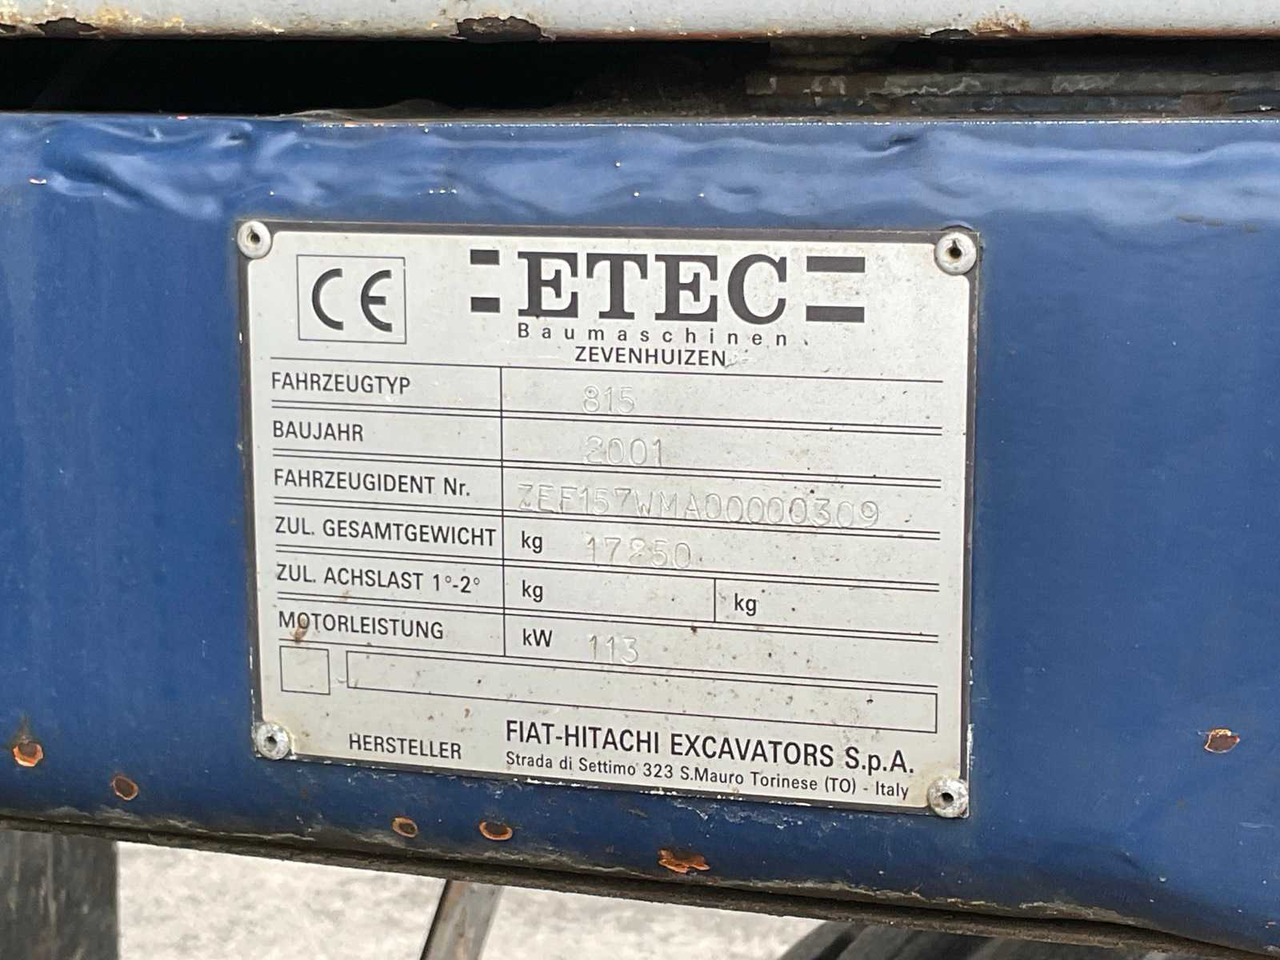 CE
ETEC
Baumaschinen
ZEVENHUIZEN
FAHRZEUGTYP 815
BAUJAHR 2001
FAHRZEUGIDENT Nr. ZEF157WMA00000309
ZUL. GESAMTGEWICHT kg 17850
ZUL. ACHSLAST 1°-2° kg kg
MOTORLEISTUNG kW 113
HERSTELLER FIAT-HITACHI EXCAVATORS S.p.A.
Strada di Settimo 323 S.Mauro Torinese (TO) - Italy